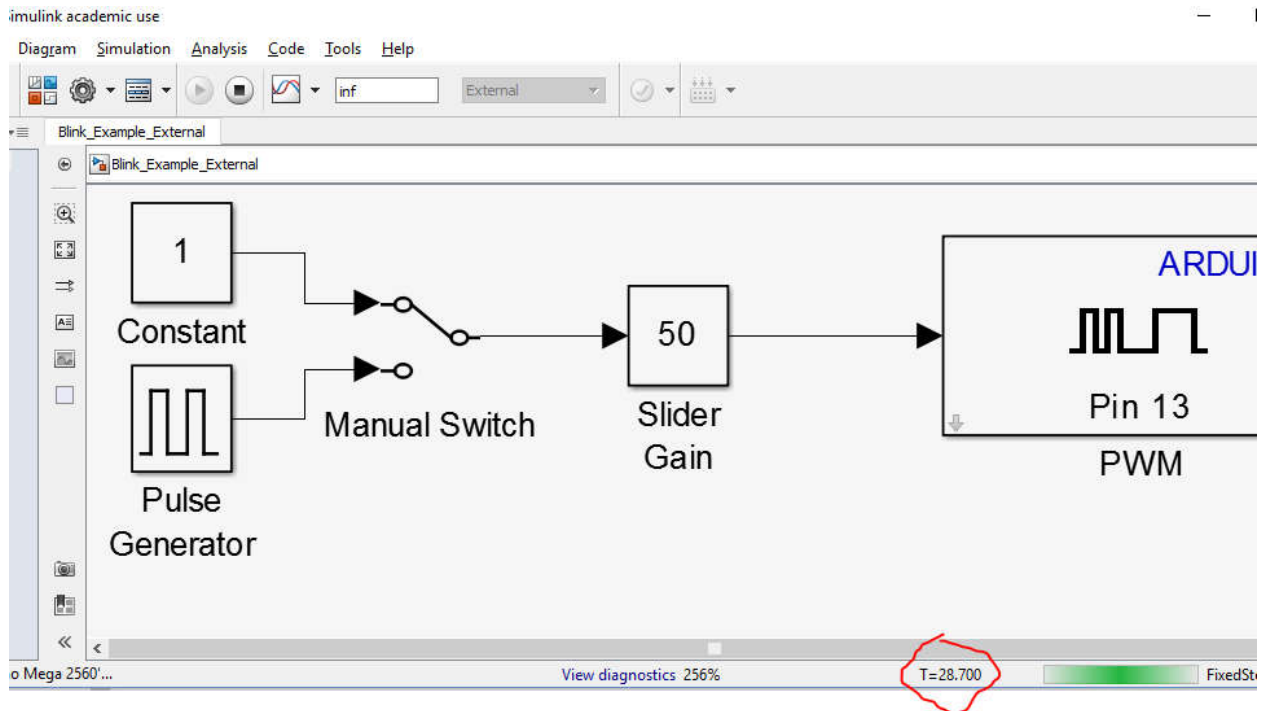 Simulink academic use
Diagram Simulation Analysis Code Tools Help
inf External
Blink_Example_External
Blink_Example_External
1
Constant
Pulse
Generator
Manual Switch
50
Slider
Gain
ARDUI
Pin 13
PWM
o Mega 2560'... View diagnostics 256% T=28.700 FixedSte